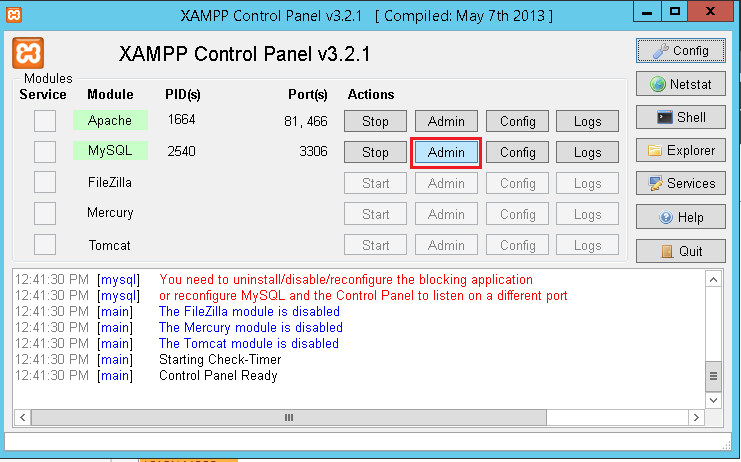 XAMPP Control Panel v3.2.1 [ Compiled: May 7th 2013 ]
XAMPP Control Panel v3.2.1
Config
Modules
Service Module PID(s) Port(s) Actions
Netstat
Apache 1664 81, 466 Stop Admin Config Logs
Shell
MySQL 2540 3306 Stop Admin Config Logs
Explorer
FileZilla Start Admin Config Logs
Services
Mercury Start Admin Config Logs
Help
Tomcat Start Admin Config Logs
Quit
12:41:30 PM [mysql] You need to uninstall/disable/reconfigure the blocking application
12:41:30 PM [mysql] or reconfigure MySQL and the Control Panel to listen on a different port
12:41:30 PM [main] The FileZilla module is disabled
12:41:30 PM [main] The Mercury module is disabled
12:41:30 PM [main] The Tomcat module is disabled
12:41:30 PM [main] Starting Check-Timer
12:41:30 PM [main] Control Panel Ready